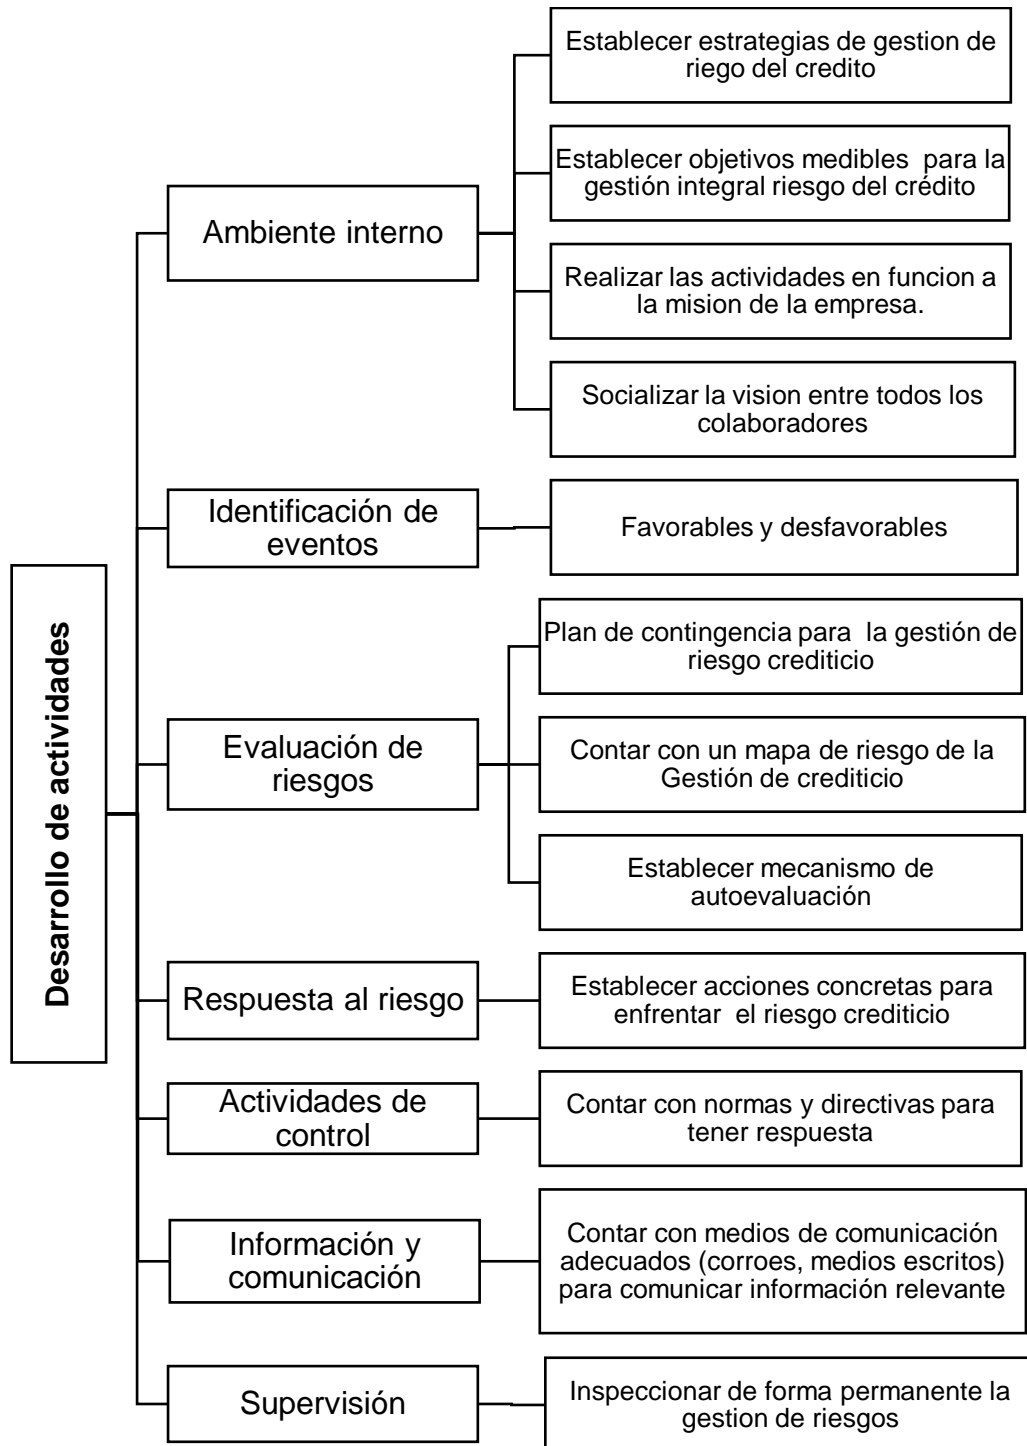 Desarrollo de actividades
Ambiente interno
Establecer estrategias de gestion de
riego del credito
Establecer objetivos medibles para la
gestión integral riesgo del crédito
Realizar las actividades en funcion a
la mision de la empresa.
Socializar la vision entre todos los
colaboradores
Identificación de
eventos
Favorables y desfavorables
Evaluación de
riesgos
Plan de contingencia para la gestión de
riesgo crediticio
Contar con un mapa de riesgo de la
Gestión de crediticio
Establecer mecanismo de
autoevaluación
Respuesta al riesgo
Establecer acciones concretas para
enfrentar el riesgo crediticio
Actividades de
control
Contar con normas y directivas para
tener respuesta
Información y
comunicación
Contar con medios de comunicación
adecuados (corroes, medios escritos)
para comunicar información relevante
Supervisión
Inspeccionar de forma permanente la
gestion de riesgos